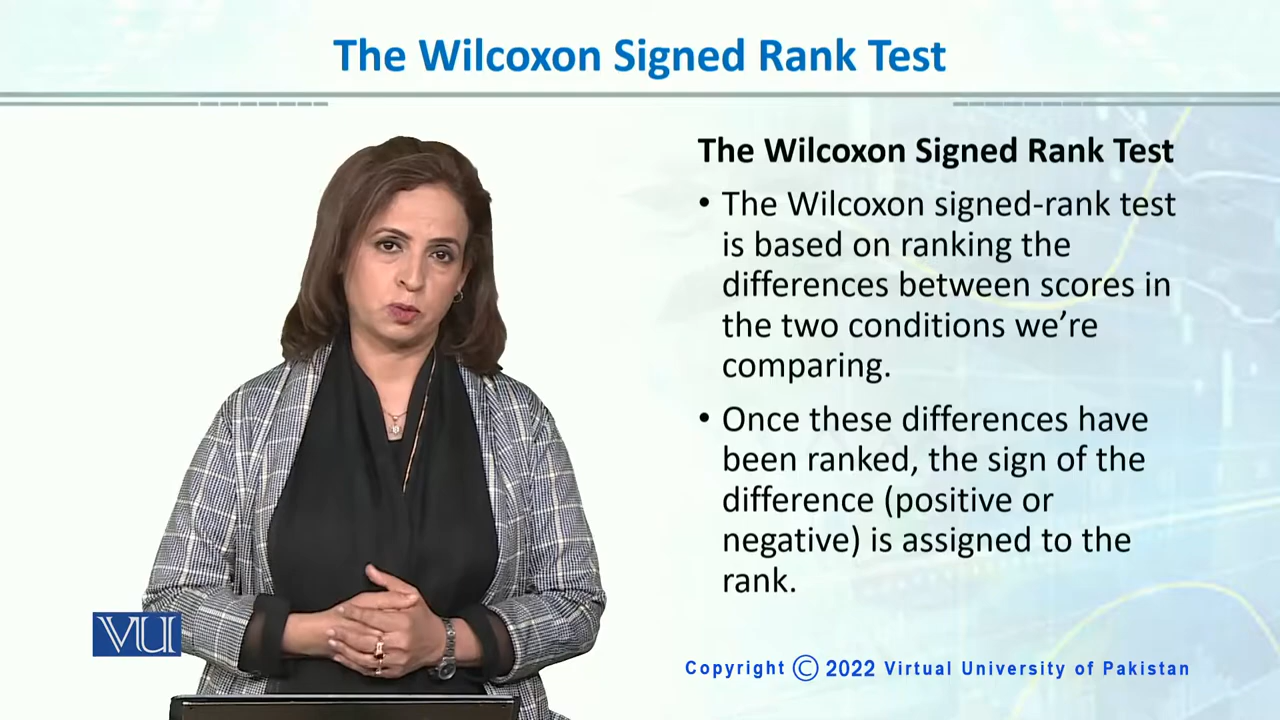 The Wilcoxon Signed Rank Test
The Wilcoxon Signed Rank Test
• The Wilcoxon signed-rank test
is based on ranking the
differences between scores in
the two conditions we’re
comparing.
• Once these differences have
been ranked, the sign of the
difference (positive or
negative) is assigned to the
rank.
VU
Copyright © 2022 Virtual University of Pakistan